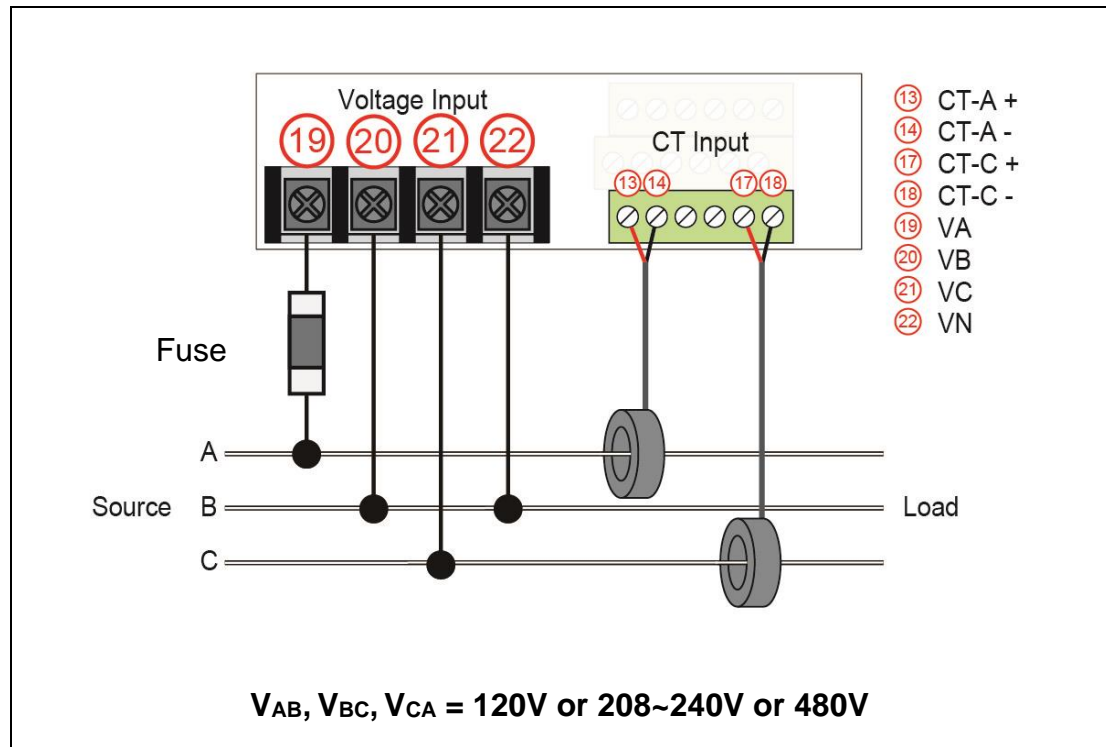 Voltage Input
19 20 21 22
CT Input
13 14 17 18
13 CT-A +
14 CT-A -
17 CT-C +
18 CT-C -
19 VA
20 VB
21 VC
22 VN
Fuse
A
Source B Load
C
VAB, VBC, VCA = 120V or 208~240V or 480V